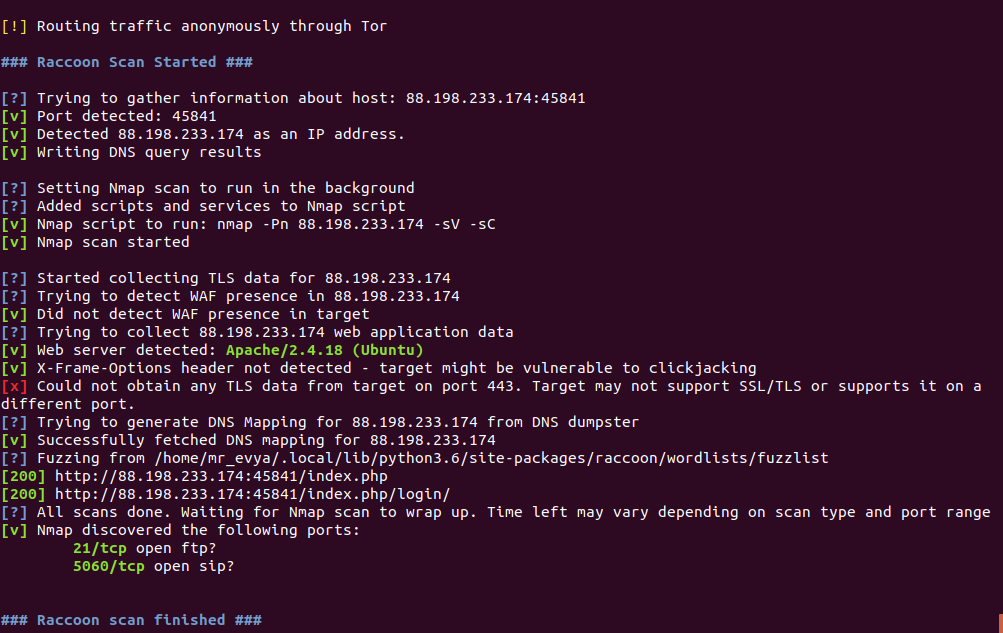 [!] Routing traffic anonymously through Tor
### Raccoon Scan Started ###
[?] Trying to gather information about host: 88.198.233.174:45841
[v] Port detected: 45841
[v] Detected 88.198.233.174 as an IP address.
[v] Writing DNS query results
[?] Setting Nmap scan to run in the background
[?] Added scripts and services to Nmap script
[v] Nmap script to run: nmap -Pn 88.198.233.174 -sV -sC
[v] Nmap scan started
[?] Started collecting TLS data for 88.198.233.174
[?] Trying to detect WAF presence in 88.198.233.174
[v] Did not detect WAF presence in target
[?] Trying to collect 88.198.233.174 web application data
[v] Web server detected: Apache/2.4.18 (Ubuntu)
[v] X-Frame-Options header not detected - target might be vulnerable to clickjacking
[x] Could not obtain any TLS data from target on port 443. Target may not support SSL/TLS or supports it on a
different port.
[?] Trying to generate DNS Mapping for 88.198.233.174 from DNS dumpster
[v] Successfully fetched DNS mapping for 88.198.233.174
[?] Fuzzing from /home/mr_evya/.local/lib/python3.6/site-packages/raccoon/wordlists/fuzzlist
[200] http://88.198.233.174:45841/index.php
[200] http://88.198.233.174:45841/index.php/login/
[?] All scans done. Waiting for Nmap scan to wrap up. Time left may vary depending on scan type and port range
[v] Nmap discovered the following ports:
21/tcp open ftp?
5060/tcp open sip?
### Raccoon scan finished ###